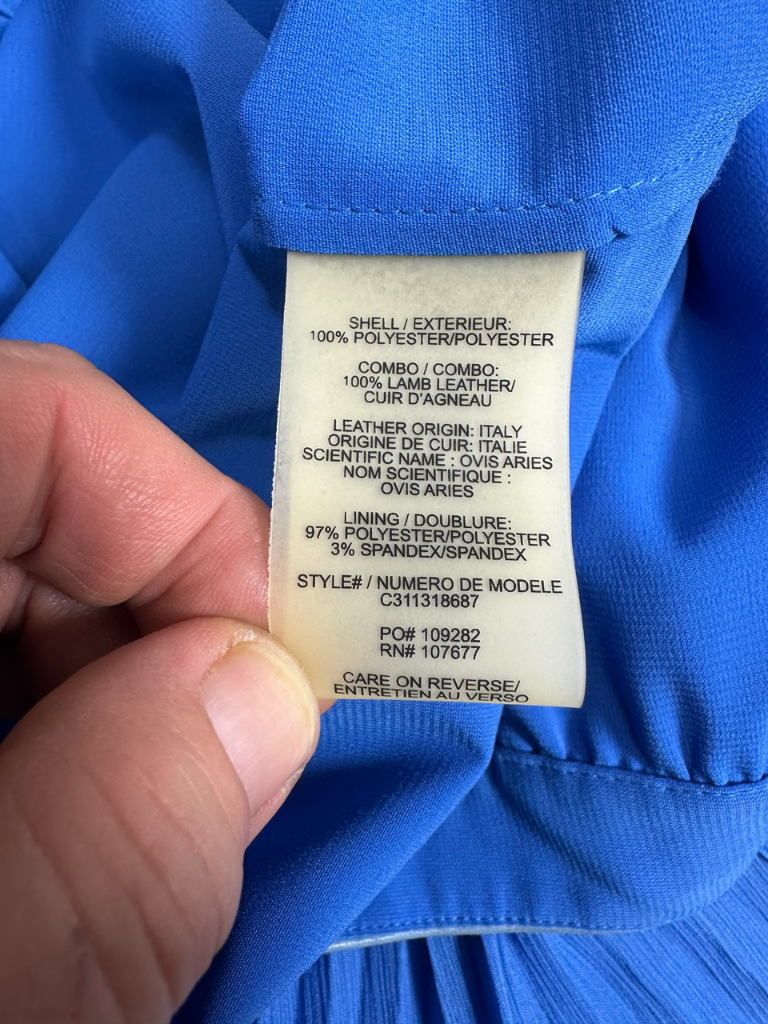 SHELL / EXTERIEUR:
100% POLYESTER/POLYESTER
COMBO / COMBO:
100% LAMB LEATHER/
CUIR D'AGNEAU
LEATHER ORIGIN: ITALY
ORIGINE DE CUIR: ITALIE
SCIENTIFIC NAME : OVIS ARIES
NOM SCIENTIFIQUE :
OVIS ARIES
LINING / DOUBLURE:
97% POLYESTER/POLYESTER
3% SPANDEX/SPANDEX
STYLE# / NUMERO DE MODELE
C311318687
PO# 109282
RN# 107677
CARE ON REVERSE/
ENTRETIEN AU VERSO